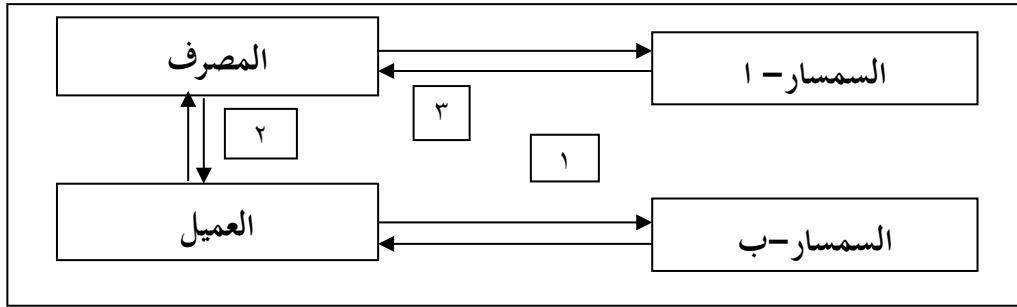 المصرف
السمسار– ا
٣
٢
١
العميل
السمسار–ب